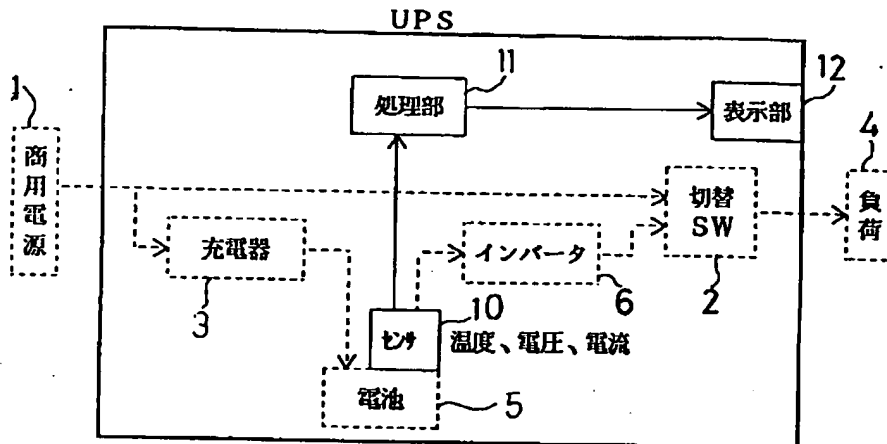 UPS
11
処理部
12
表示部
1
商用電源
4
負荷
切替
SW
2
充電器
3
インバータ
6
10
センサ
温度、電圧、電流
電池
5